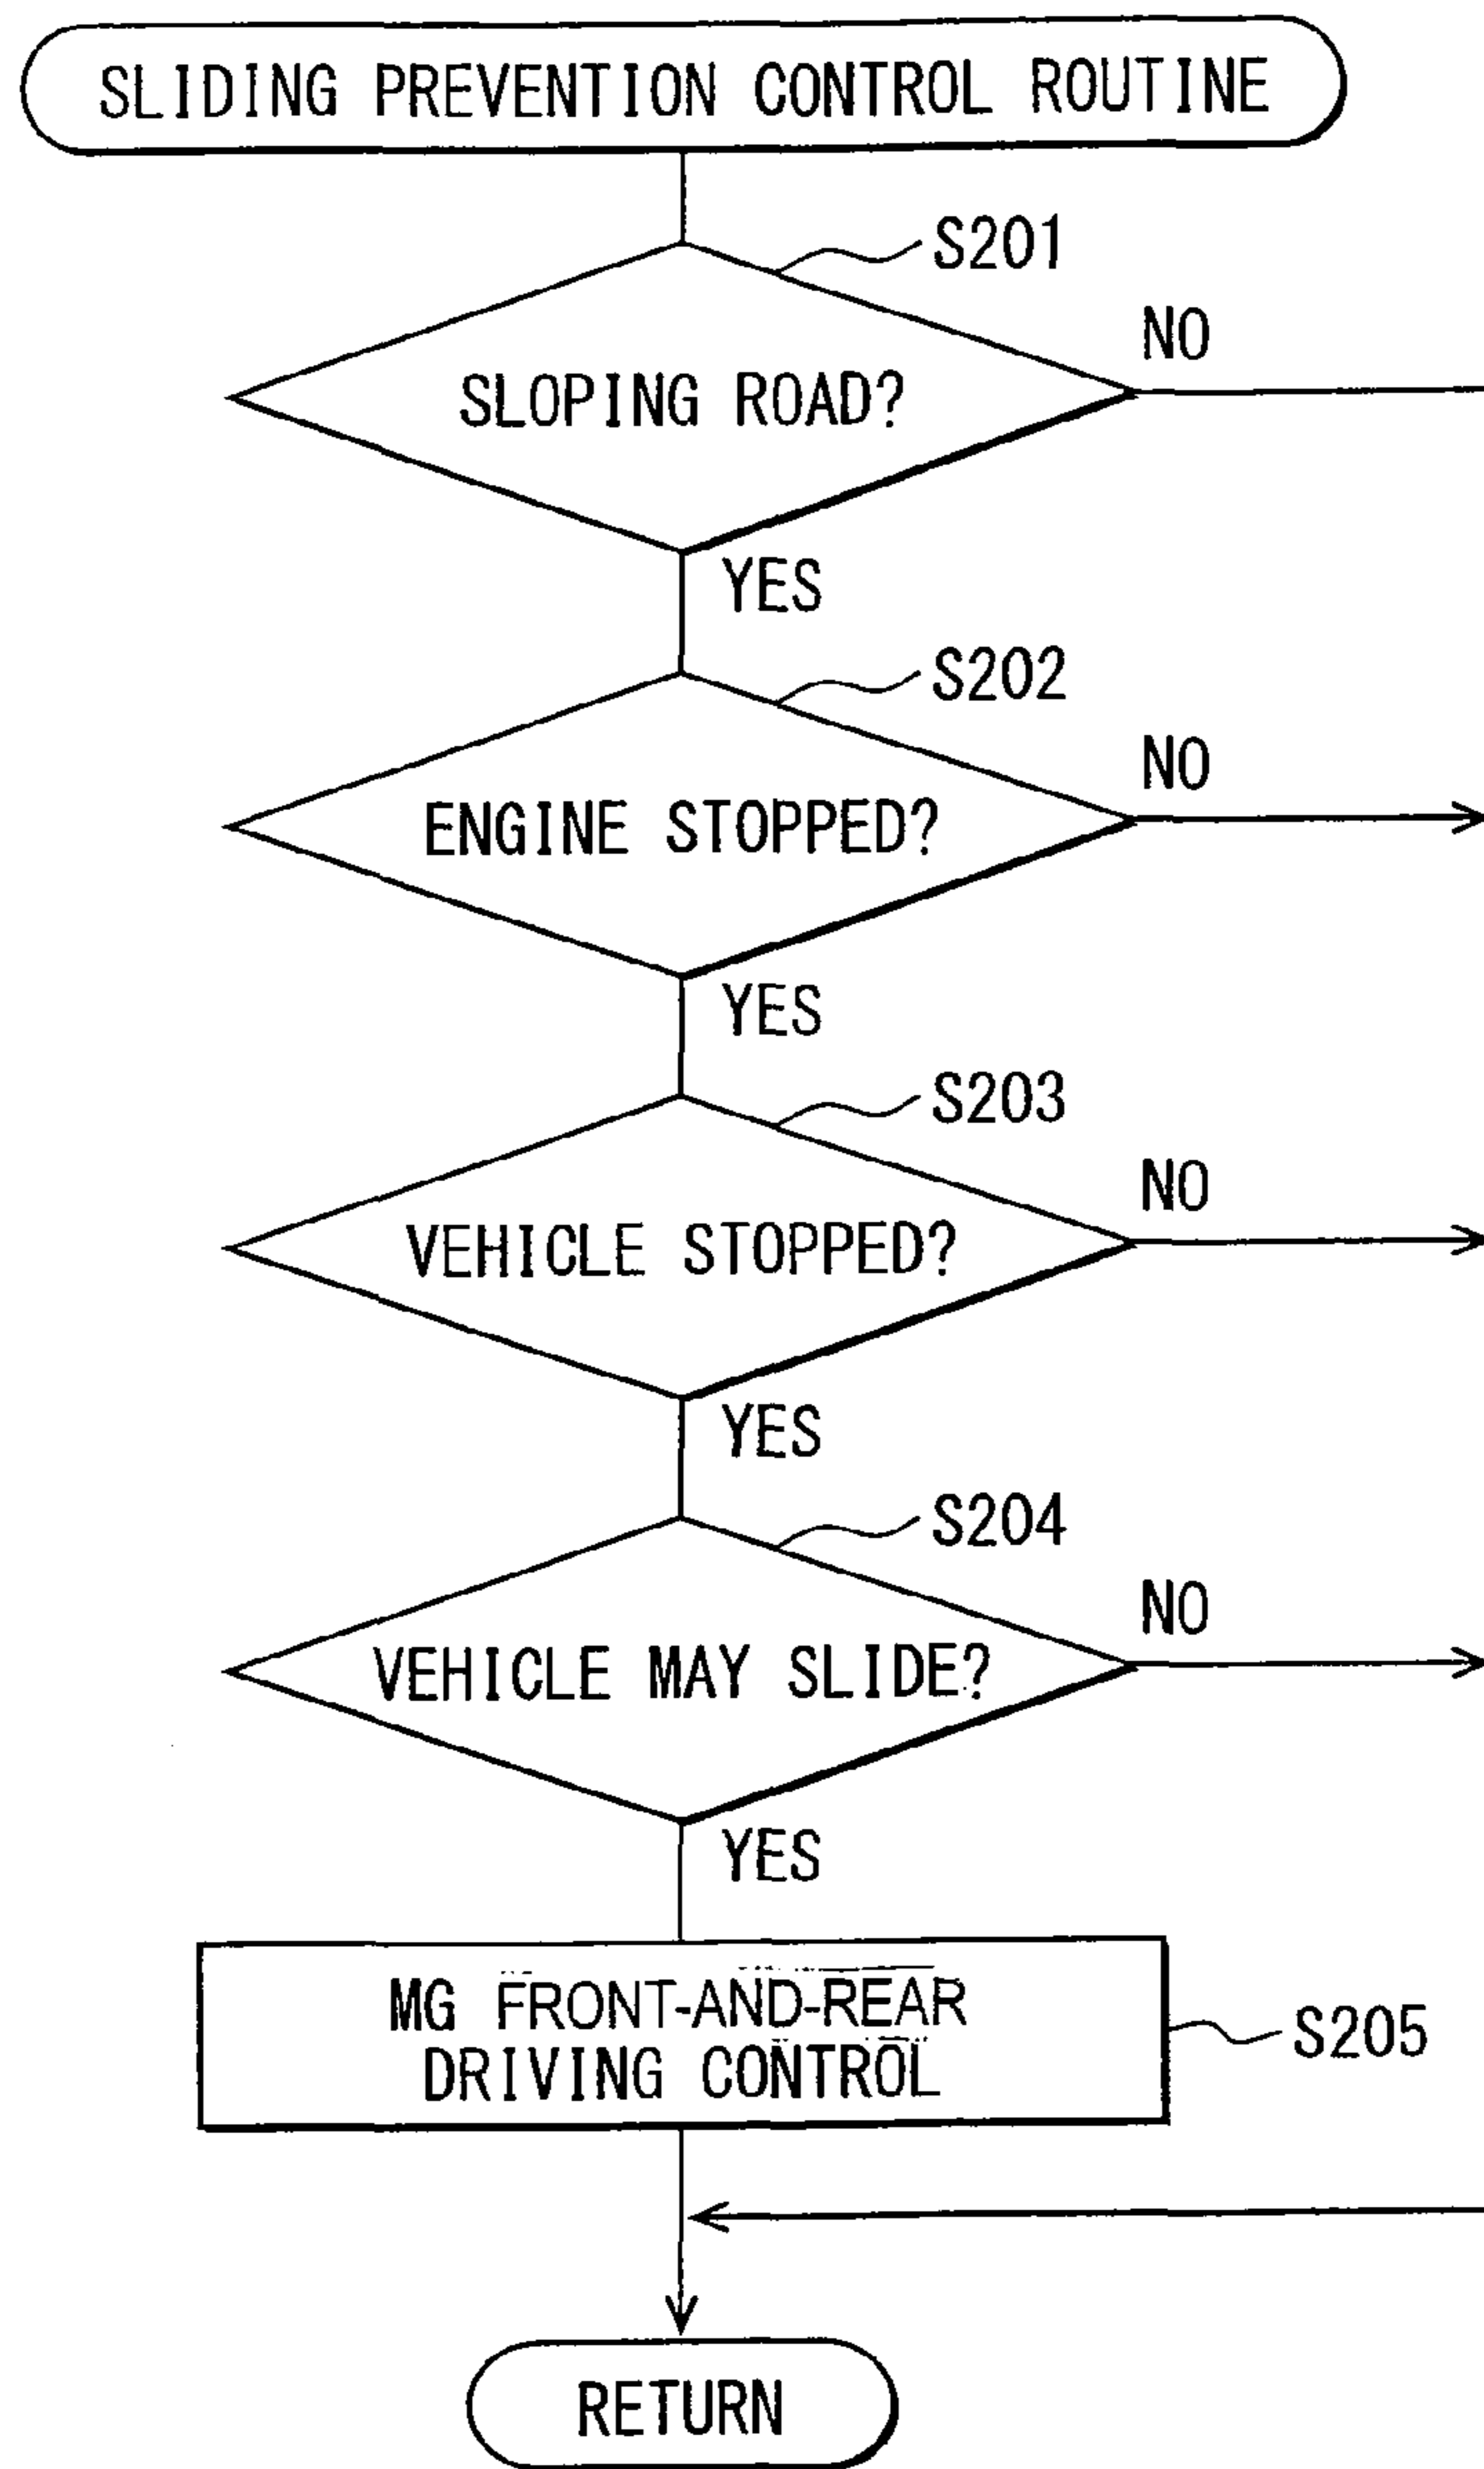 SLIDING PREVENTION CONTROL ROUTINE
S201
NO
SLOPING ROAD?
YES
S202
NO
ENGINE STOPPED?
YES
S203
NO
VEHICLE STOPPED?
YES
S204
NO
VEHICLE MAY SLIDE?
YES
MG FRONT-AND-REAR
DRIVING CONTROL
S205
RETURN